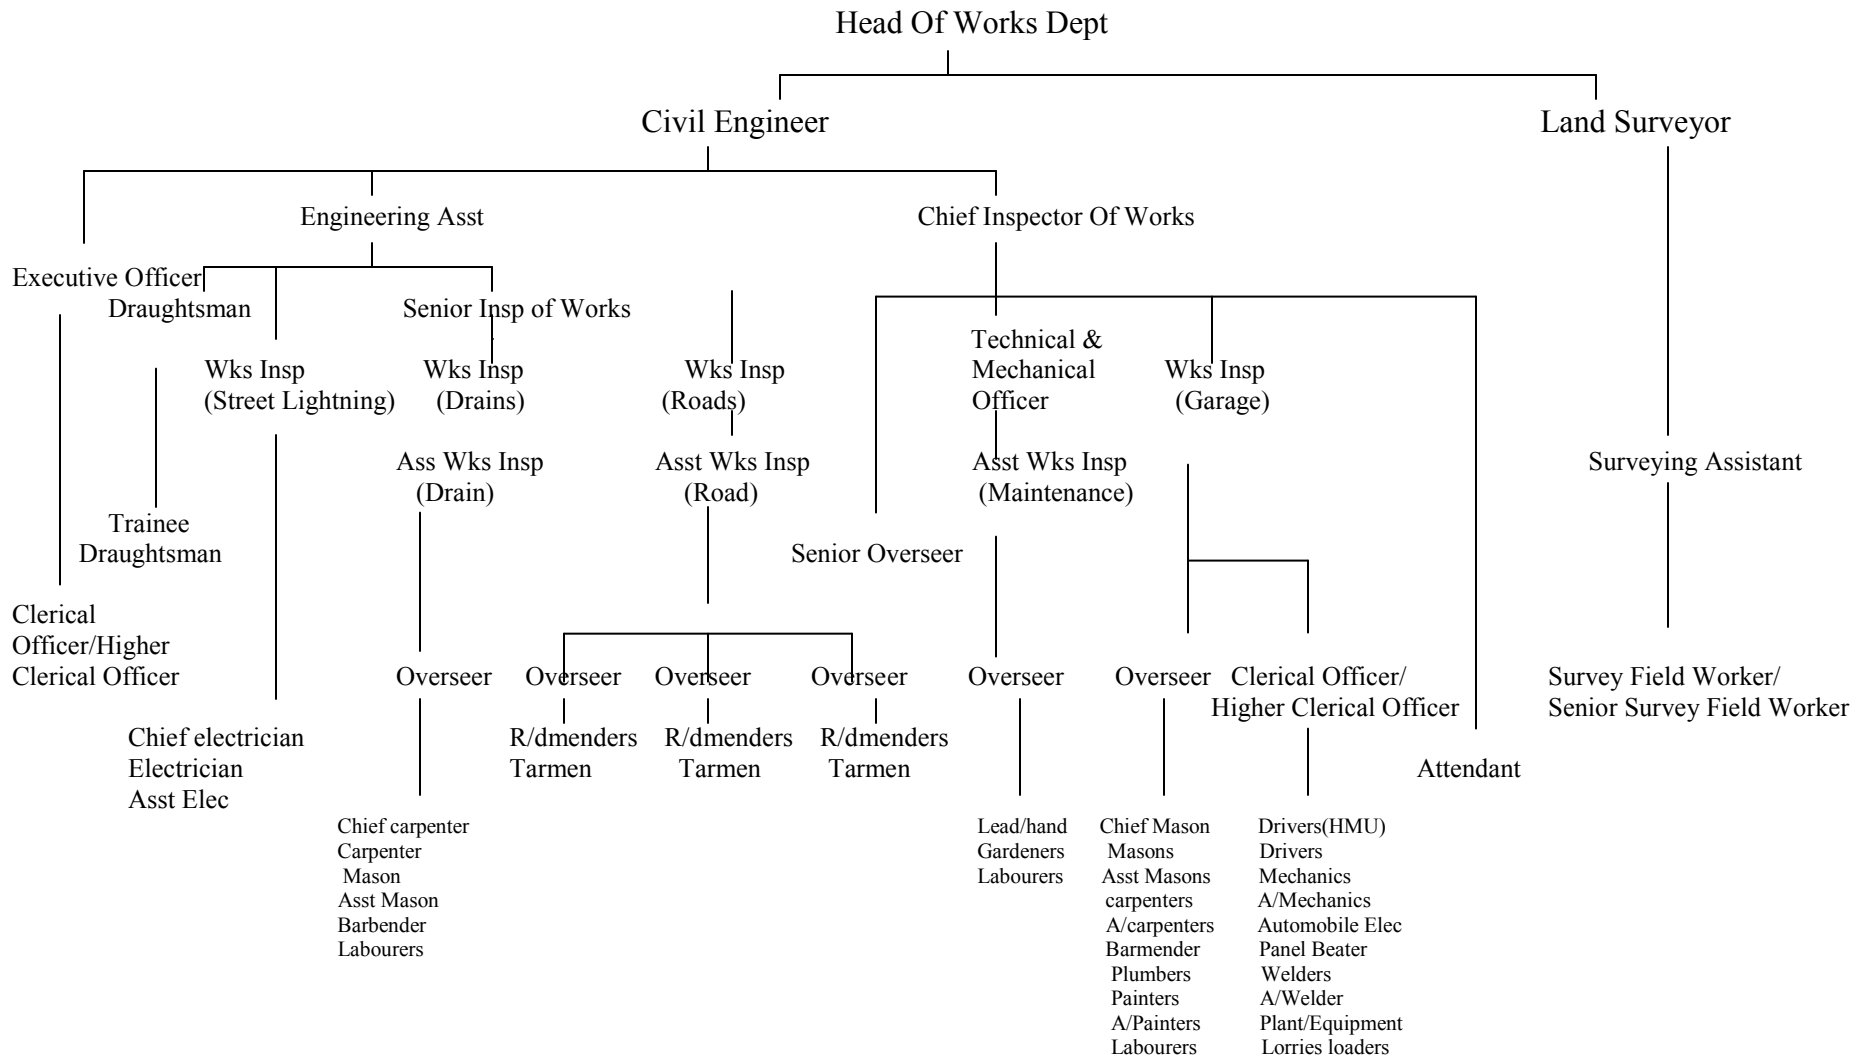 Head Of Works Dept
Civil Engineer
Land Surveyor
Engineering Asst
Chief Inspector Of Works
Executive Officer
Draughtsman
Senior Insp of Works
Wks Insp
(Street Lightning)
Wks Insp
(Drains)
Wks Insp
(Roads)
Technical &
Mechanical
Officer
Wks Insp
(Garage)
Ass Wks Insp
(Drain)
Asst Wks Insp
(Road)
Asst Wks Insp
(Maintenance)
Surveying Assistant
Trainee
Draughtsman
Senior Overseer
Clerical
Officer/Higher
Clerical Officer
Overseer
Overseer
Overseer
Overseer
Overseer
Overseer
Clerical Officer/
Higher Clerical Officer
Survey Field Worker/
Senior Survey Field Worker
Chief electrician
Electrician
Asst Elec
R/dmenders
Tarmen
R/dmenders
Tarmen
R/dmenders
Tarmen
Attendant
Chief carpenter
Carpenter
Mason
Asst Mason
Barbender
Labourers
Lead/hand
Gardeners
Labourers
Chief Mason
Masons
Asst Masons
carpenters
A/carpenters
Barmender
Plumbers
Painters
A/Painters
Labourers
Drivers(HMU)
Drivers
Mechanics
A/Mechanics
Automobile Elec
Panel Beater
Welders
A/Welder
Plant/Equipment
Lorries loaders